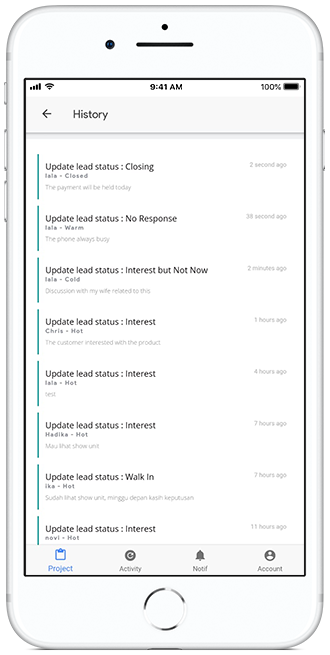 9:41 AM
100%
History
Update lead status : Closing
2 second ago
lala - Closed
The payment will be held today
Update lead status : No Response
38 second ago
lala - Warm
The phone always busy
Update lead status : Interest but Not Now
2 minutes ago
lala - Cold
Discussion with my wife related to this
Update lead status : Interest
1 hours ago
Chris - Hot
The customer interested with the product
Update lead status : Interest
4 hours ago
lala - Hot
test
Update lead status : Interest
7 hours ago
Hadika - Hot
Mau lihat show unit
Update lead status : Walk In
7 hours ago
ika - Hot
Sudah lihat show unit, minggu depan kasih keputusan
Update lead status : Interest
11 hours ago
novi - Hot
Project
Activity
Notif
Account